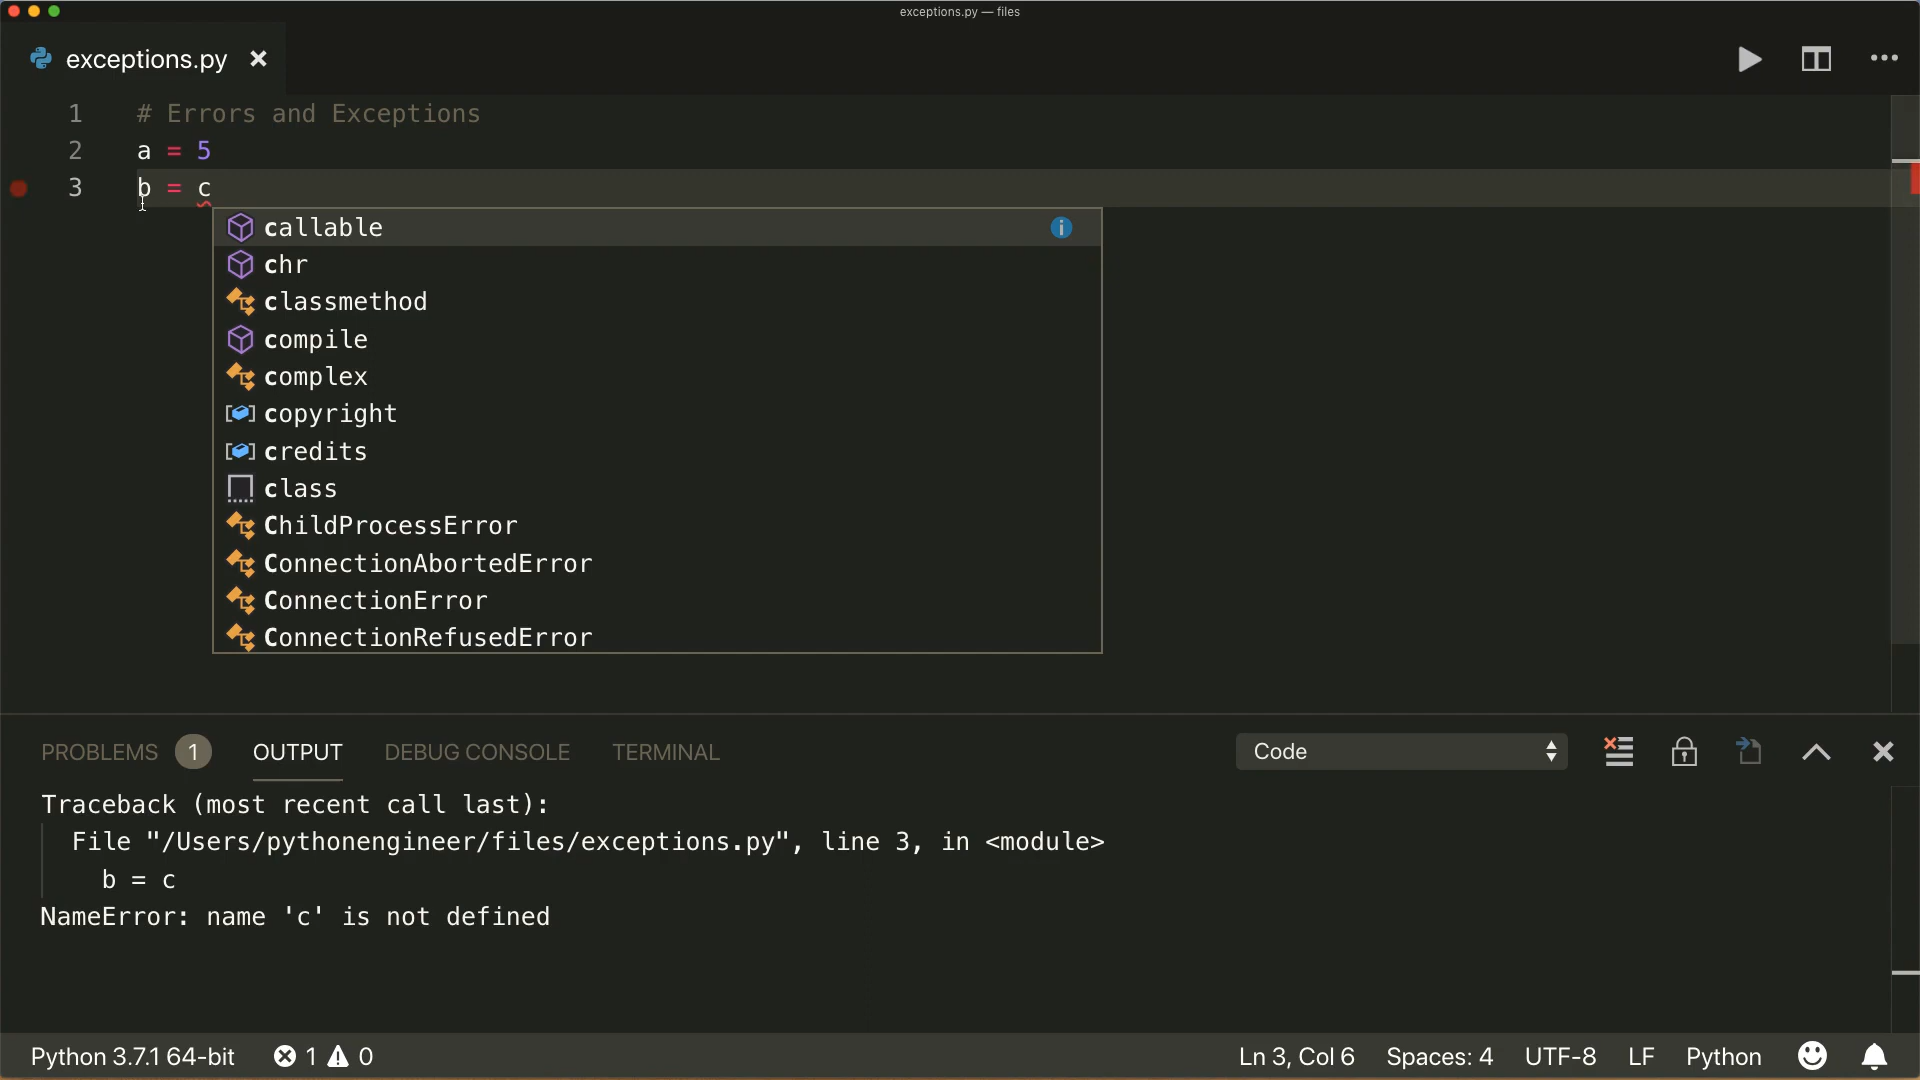 exceptions.py — files
exceptions.py
1 # Errors and Exceptions
2 a = 5
3 b = c
callable
chr
classmethod
compile
complex
copyright
credits
class
ChildProcessError
ConnectionAbortedError
ConnectionError
ConnectionRefusedError
PROBLEMS 1 OUTPUT DEBUG CONSOLE TERMINAL Code
Traceback (most recent call last):
File "/Users/pythonengineer/files/exceptions.py", line 3, in <module>
b = c
NameError: name 'c' is not defined
Python 3.7.1 64-bit 1 0 Ln 3, Col 6 Spaces: 4 UTF-8 LF Python